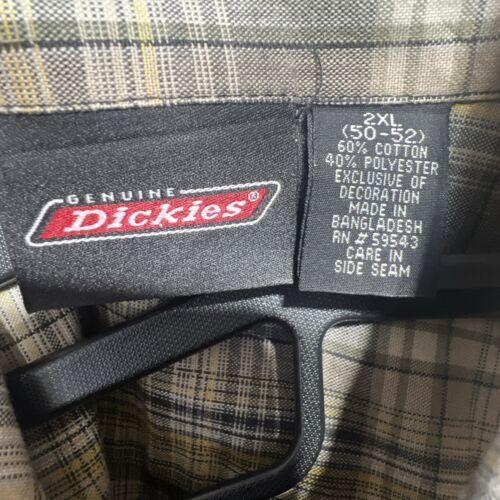 GENUINE
Dickies®
2XL
(50-52)
60% COTTON
40% POLYESTER
EXCLUSIVE OF
DECORATION
MADE IN
BANGLADESH
RN # 59543
CARE IN
SIDE SEAM